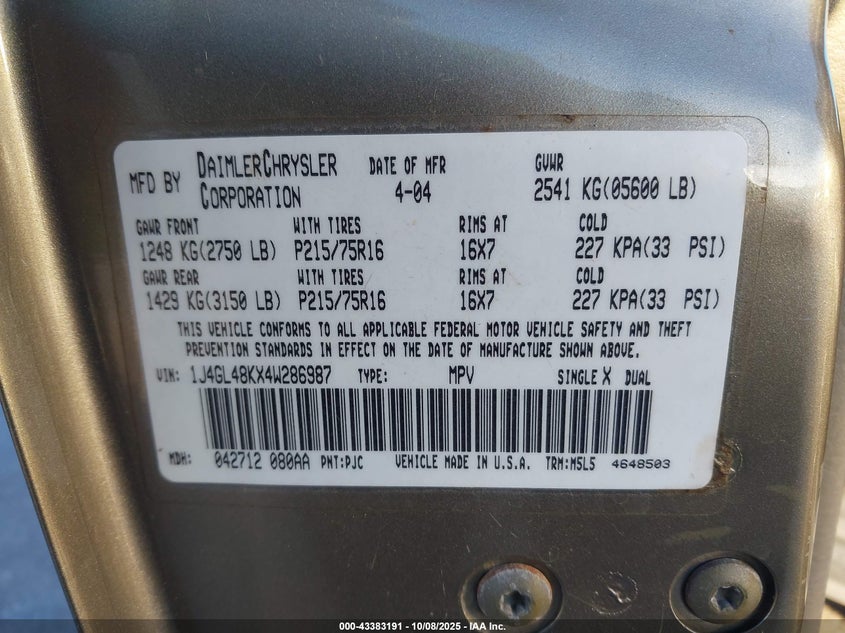 MFD BY DAIMLERCHRYSLER CORPORATION DATE OF MFR 4-04 GVWR 2541 KG(05600 LB)
GAWR FRONT WITH TIRES RIMS AT COLD
1248 KG(2750 LB) P215/75R16 16X7 227 KPA(33 PSI)
GAWR REAR WITH TIRES RIMS AT COLD
1429 KG(3150 LB) P215/75R16 16X7 227 KPA(33 PSI)
THIS VEHICLE CONFORMS TO ALL APPLICABLE FEDERAL MOTOR VEHICLE SAFETY AND THEFT
PREVENTION STANDARDS IN EFFECT ON THE DATE OF MANUFACTURE SHOWN ABOVE.
VIN: 1J4GL48KX4W286987 TYPE: MPV SINGLE X DUAL
MDH: 042712 080AA PNT:PJC VEHICLE MADE IN U.S.A. TRM:M5L5 4648503
000-43383191 - 10/08/2025 - IAA Inc.